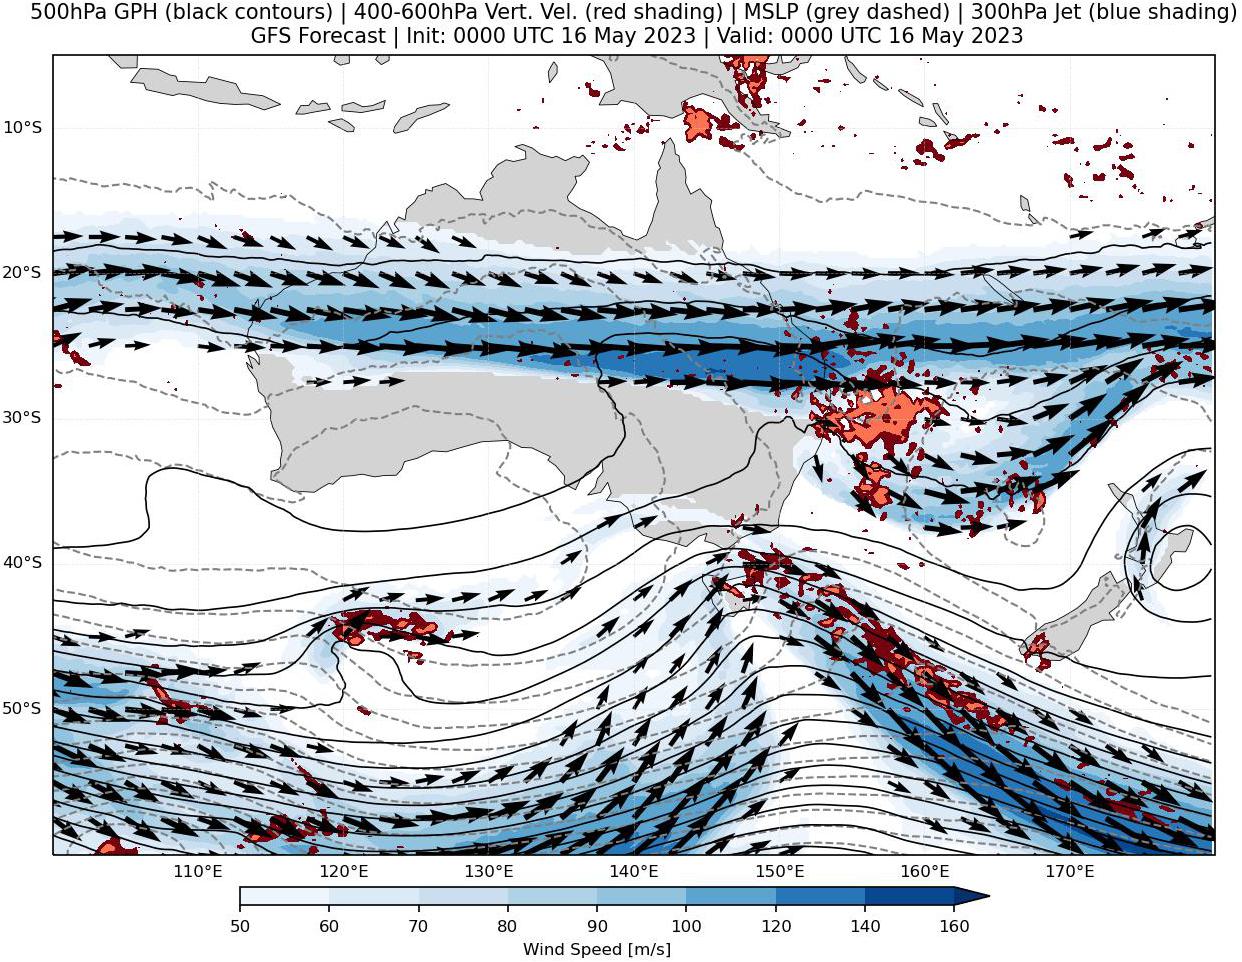 500hPa GPH (black contours) | 400-600hPa Vert. Vel. (red shading) | MSLP (grey dashed) | 300hPa Jet (blue shading)
GFS Forecast | Init: 0000 UTC 16 May 2023 | Valid: 0000 UTC 16 May 2023
10°S
20°S
30°S
40°S
50°S
110°E 120°E 130°E 140°E 150°E 160°E 170°E
50 60 70 80 90 100 120 140 160
Wind Speed [m/s]